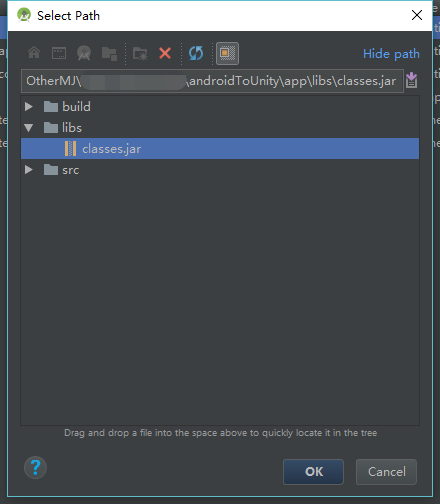 Select Path
Hide path
OtherMJ\ \androidToUnity\app\libs\classes.jar
build
libs
classes.jar
src
Drag and drop a file into the space above to quickly locate it in the tree
?
OK
Cancel